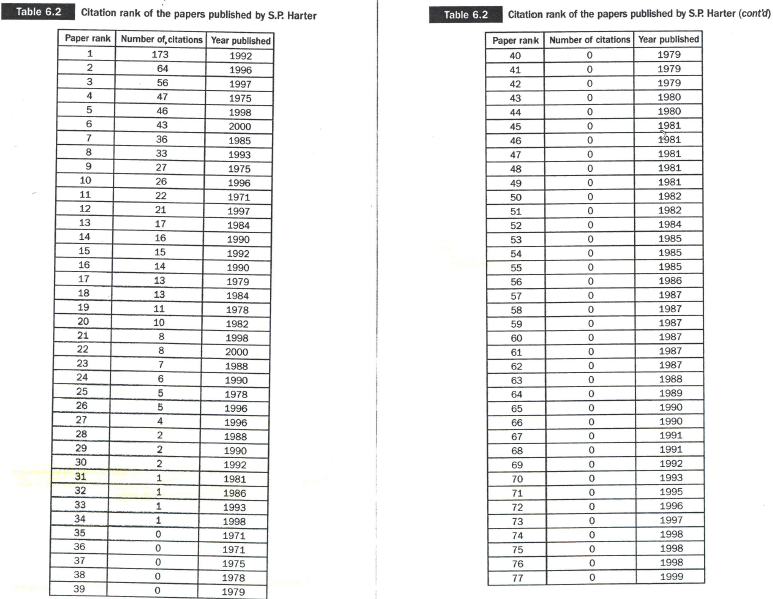 Table 6.2 Citation rank of the papers published by S.P. Harter
Paper rank Number of citations Year published
1 173 1992
2 64 1996
3 56 1997
4 47 1975
5 46 1998
6 43 2000
7 36 1985
8 33 1993
9 27 1975
10 26 1996
11 22 1971
12 21 1997
13 17 1984
14 16 1990
15 15 1992
16 14 1990
17 13 1979
18 13 1984
19 11 1978
20 10 1982
21 8 1998
22 8 2000
23 7 1988
24 6 1990
25 5 1978
26 5 1996
27 4 1996
28 2 1988
29 2 1990
30 2 1992
31 1 1981
32 1 1986
33 1 1993
34 1 1998
35 0 1971
36 0 1971
37 0 1975
38 0 1978
39 0 1979
Table 6.2 Citation rank of the papers published by S.P. Harter (cont'd)
Paper rank Number of citations Year published
40 0 1979
41 0 1979
42 0 1979
43 0 1980
44 0 1980
45 0 1981
46 0 1981
47 0 1981
48 0 1981
49 0 1981
50 0 1982
51 0 1982
52 0 1984
53 0 1985
54 0 1985
55 0 1985
56 0 1986
57 0 1987
58 0 1987
59 0 1987
60 0 1987
61 0 1987
62 0 1987
63 0 1988
64 0 1989
65 0 1990
66 0 1990
67 0 1991
68 0 1991
69 0 1992
70 0 1993
71 0 1995
72 0 1996
73 0 1997
74 0 1998
75 0 1998
76 0 1998
77 0 1999